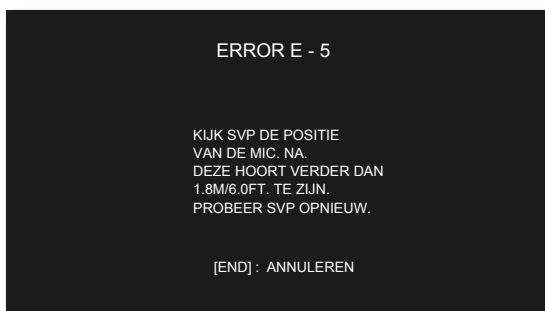 ERROR E - 5
KIJK SVP DE POSITIE
VAN DE MIC. NA.
DEZE HOORT VERDER DAN
1.8M/6.0FT. TE ZIJN.
PROBEER SVP OPNIEUW.
[END] : ANNULEREN